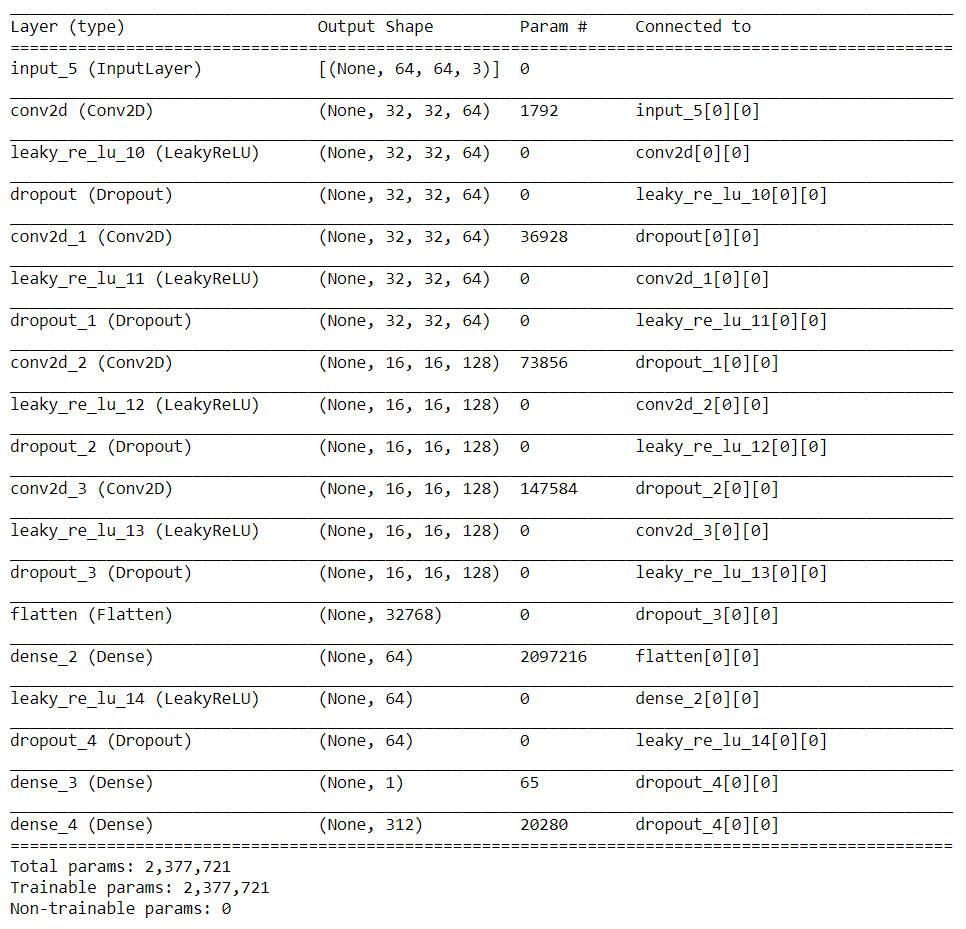 Layer (type) Output Shape Param # Connected to
input_5 (InputLayer) [(None, 64, 64, 3)] 0
conv2d (Conv2D) (None, 32, 32, 64) 1792 input_5[0][0]
leaky_re_lu_10 (LeakyReLU) (None, 32, 32, 64) 0 conv2d[0][0]
dropout (Dropout) (None, 32, 32, 64) 0 leaky_re_lu_10[0][0]
conv2d_1 (Conv2D) (None, 32, 32, 64) 36928 dropout[0][0]
leaky_re_lu_11 (LeakyReLU) (None, 32, 32, 64) 0 conv2d_1[0][0]
dropout_1 (Dropout) (None, 32, 32, 64) 0 leaky_re_lu_11[0][0]
conv2d_2 (Conv2D) (None, 16, 16, 128) 73856 dropout_1[0][0]
leaky_re_lu_12 (LeakyReLU) (None, 16, 16, 128) 0 conv2d_2[0][0]
dropout_2 (Dropout) (None, 16, 16, 128) 0 leaky_re_lu_12[0][0]
conv2d_3 (Conv2D) (None, 16, 16, 128) 147584 dropout_2[0][0]
leaky_re_lu_13 (LeakyReLU) (None, 16, 16, 128) 0 conv2d_3[0][0]
dropout_3 (Dropout) (None, 16, 16, 128) 0 leaky_re_lu_13[0][0]
flatten (Flatten) (None, 32768) 0 dropout_3[0][0]
dense_2 (Dense) (None, 64) 2097216 flatten[0][0]
leaky_re_lu_14 (LeakyReLU) (None, 64) 0 dense_2[0][0]
dropout_4 (Dropout) (None, 64) 0 leaky_re_lu_14[0][0]
dense_3 (Dense) (None, 1) 65 dropout_4[0][0]
dense_4 (Dense) (None, 312) 20280 dropout_4[0][0]
Total params: 2,377,721
Trainable params: 2,377,721
Non-trainable params: 0